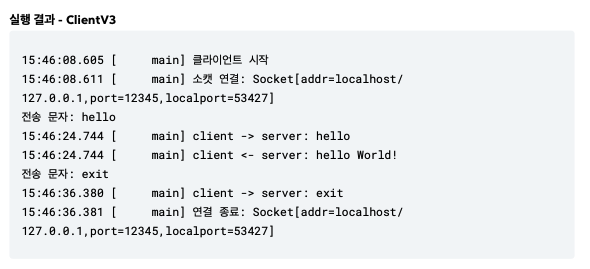 실행 결과 - ClientV3
15:46:08.605 [     main] 클라이언트 시작
15:46:08.611 [     main] 소켓 연결: Socket[addr=localhost/
127.0.0.1,port=12345,localport=53427]
전송 문자: hello
15:46:24.744 [     main] client -> server: hello
15:46:24.744 [     main] client <- server: hello World!
전송 문자: exit
15:46:36.380 [     main] client -> server: exit
15:46:36.381 [     main] 연결 종료: Socket[addr=localhost/
127.0.0.1,port=12345,localport=53427]